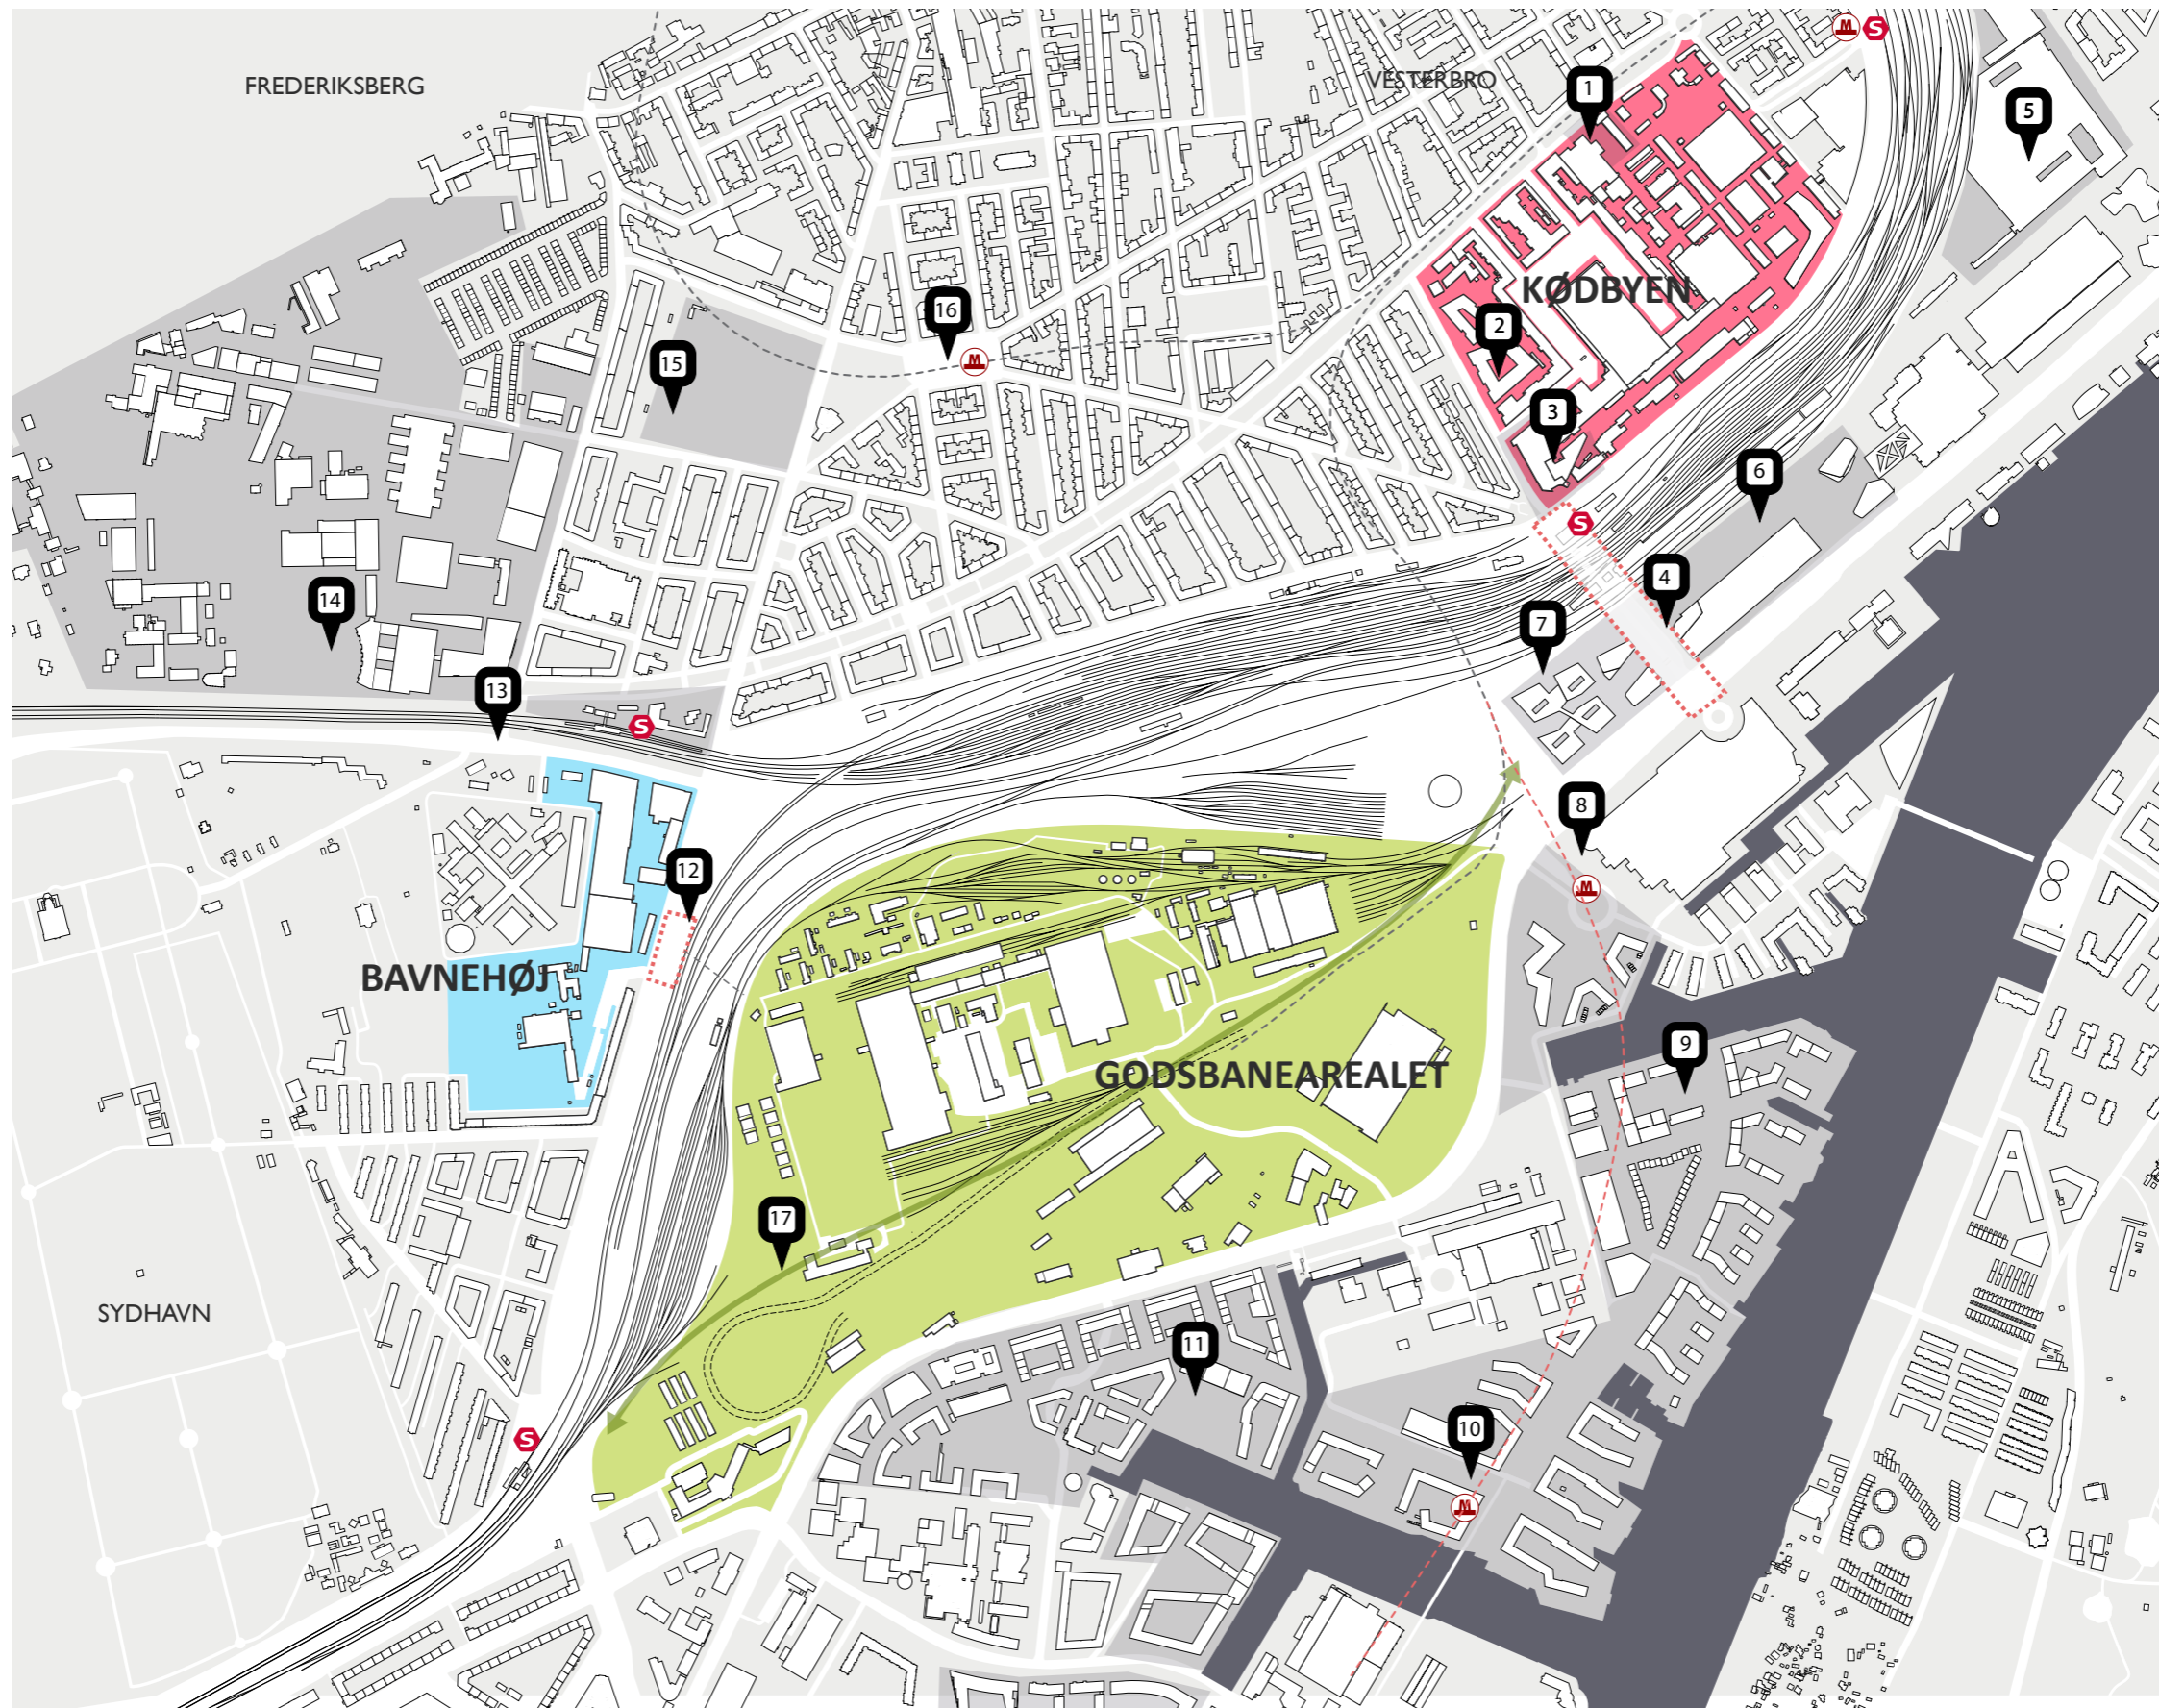 M S
FREDERIKSBERG
VESTERBRO
1
5
KØDBYEN
16
M
2
15
3
6
S
4
14
7
13
S
8
12
M
BAVNEHØJ
9
GODSBANEAREALET
17
SYDHAVN
11
10
S
M